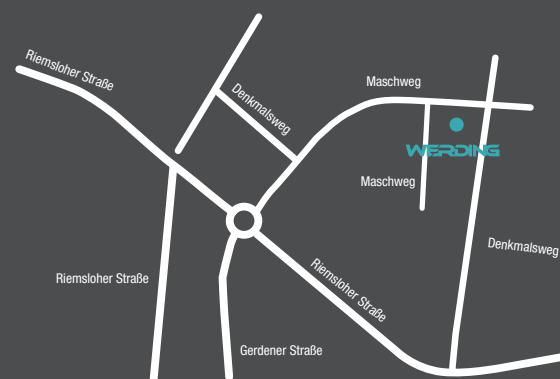 Riemsloher Straße
Denkmalsweg
Maschweg
WERDING
Maschweg
Denkmalsweg
Riemsloher Straße
Riemsloher Straße
Gerdener Straße